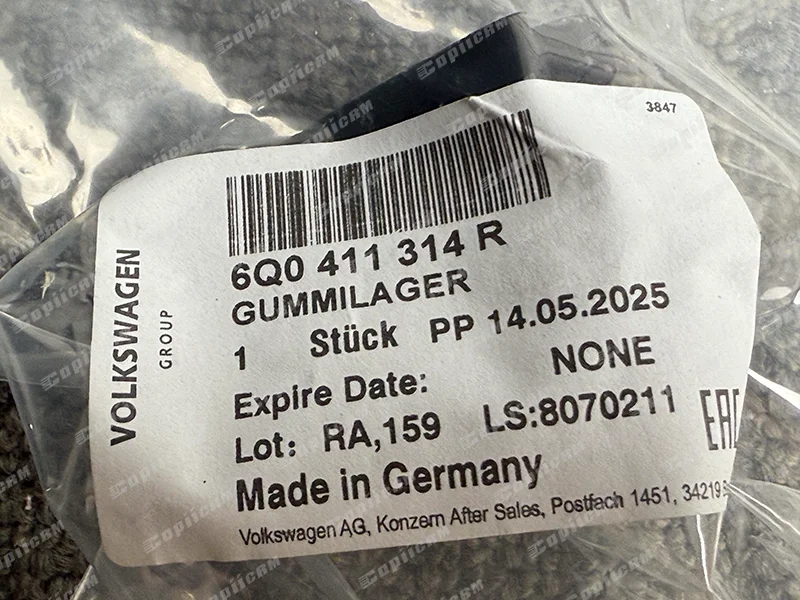 3847
6Q0 411 314 R
GUMMILAGER
1 Stück PP 14.05.2025
Expire Date: NONE
Lot: RA,159 LS:8070211
Made in Germany
Volkswagen AG, Konzern After Sales, Postfach 1451, 34219
VOLKSWAGEN
GROUP
EAC
CopiiCRM